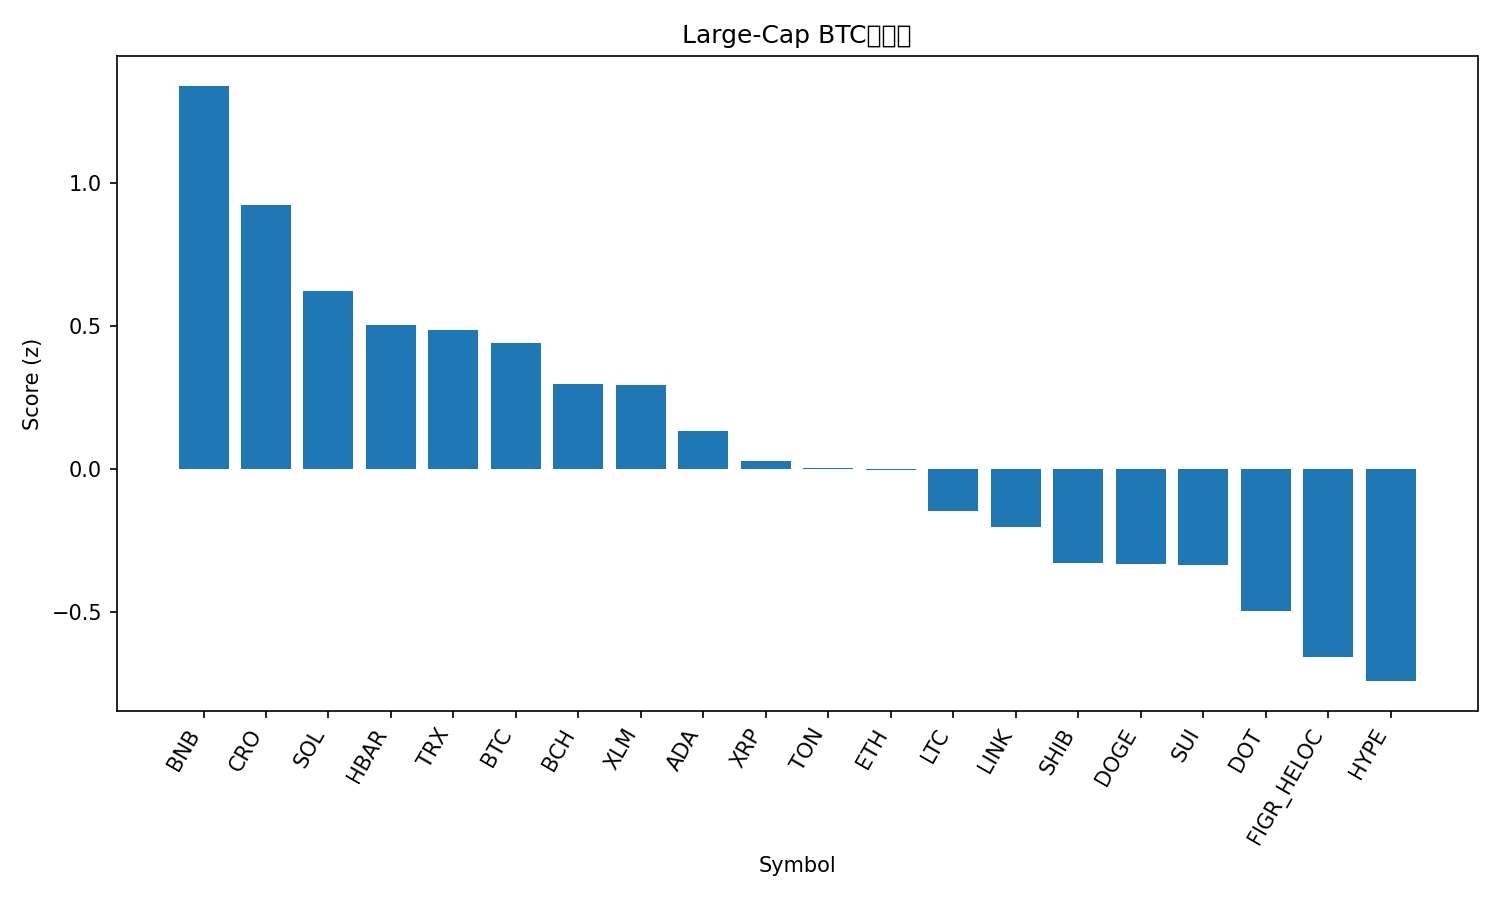 Large-Cap BTC
Score (z)
1.0
0.5
0.0
−0.5
BNB
CRO
SOL
HBAR
TRX
BTC
BCH
XLM
ADA
XRP
TON
ETH
LTC
LINK
SHIB
DOGE
SUI
DOT
FIGR_HELOC
HYPE
Symbol